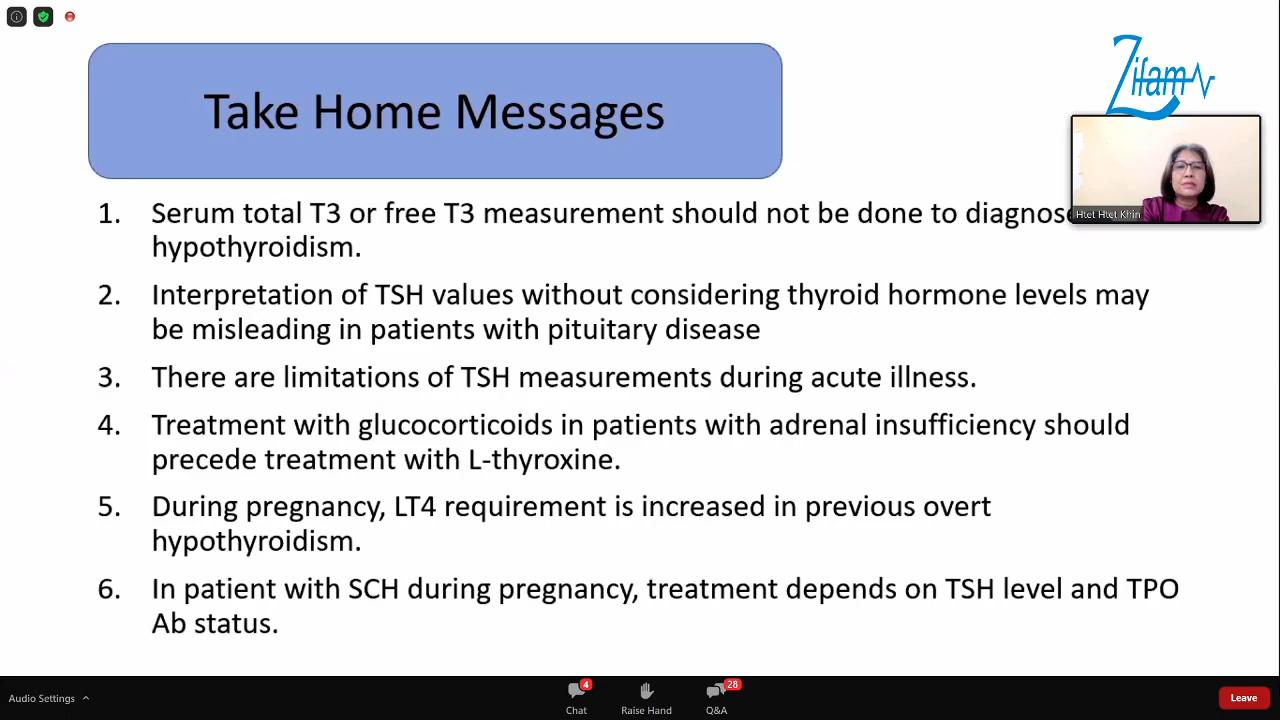 Zifam
Take Home Messages
1. Serum total T3 or free T3 measurement should not be done to diagnose
hypothyroidism.
Htet Htet Khin
2. Interpretation of TSH values without considering thyroid hormone levels may
be misleading in patients with pituitary disease
3. There are limitations of TSH measurements during acute illness.
4. Treatment with glucocorticoids in patients with adrenal insufficiency should
precede treatment with L-thyroxine.
5. During pregnancy, LT4 requirement is increased in previous overt
hypothyroidism.
6. In patient with SCH during pregnancy, treatment depends on TSH level and TPO
Ab status.
Audio Settings
4
Chat
Raise Hand
28
Q&A
Leave